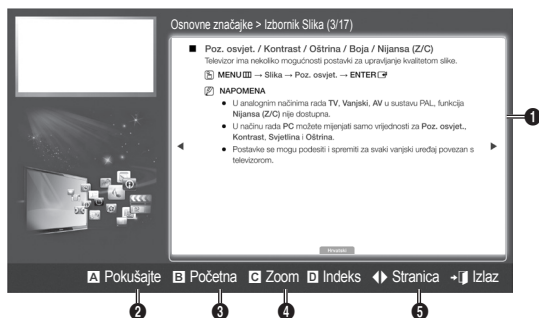 Osnovne značajke > Izbornik Slika (3/17)
■ Poz. osvjet. / Kontrast / Oštrina / Boja / Nijansa (Z/C)
Televizor ima nekoliko mogućnosti postavki za upravljanje kvalitetom slike.
MENU → Slika → Poz. osvjet. → ENTER
NAPOMENA
● U analognim načinima rada TV, Vanjski, AV u sustavu PAL, funkcija
Nijansa (Z/C) nije dostupna.
● U načinu rada PC možete mijenjati samo vrijednosti za Poz. osvjet.,
Kontrast, Svjetlina i Oštrina.
● Postavke se mogu podesiti i spremiti za svaki vanjski uređaj povezan s
televizorom.
1
Hrvatski
A Pokušajte B Početna C Zoom D Indeks ◀▶ Stranica Izlaz
2 3 4 5